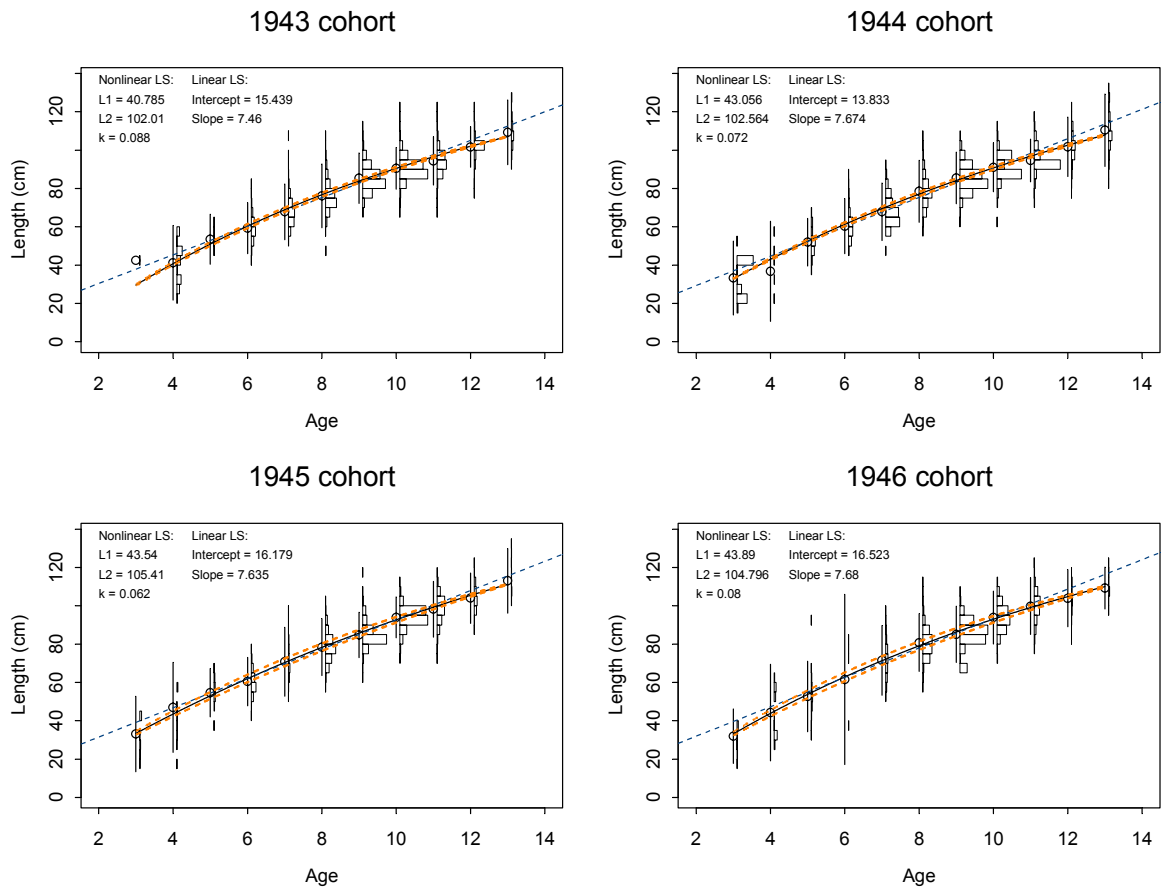 1943 cohort
Nonlinear LS: Linear LS:
L1 = 40.785 Intercept = 15.439
L2 = 102.01 Slope = 7.46
k = 0.088
Length (cm)
0 20 40 60 80 120
2 4 6 8 10 12 14
Age
1944 cohort
Nonlinear LS: Linear LS:
L1 = 43.056 Intercept = 13.833
L2 = 102.564 Slope = 7.674
k = 0.072
Length (cm)
0 20 40 60 80 120
2 4 6 8 10 12 14
Age
1945 cohort
Nonlinear LS: Linear LS:
L1 = 43.54 Intercept = 16.179
L2 = 105.41 Slope = 7.635
k = 0.062
Length (cm)
0 20 40 60 80 120
2 4 6 8 10 12 14
Age
1946 cohort
Nonlinear LS: Linear LS:
L1 = 43.89 Intercept = 16.523
L2 = 104.796 Slope = 7.68
k = 0.08
Length (cm)
0 20 40 60 80 120
2 4 6 8 10 12 14
Age